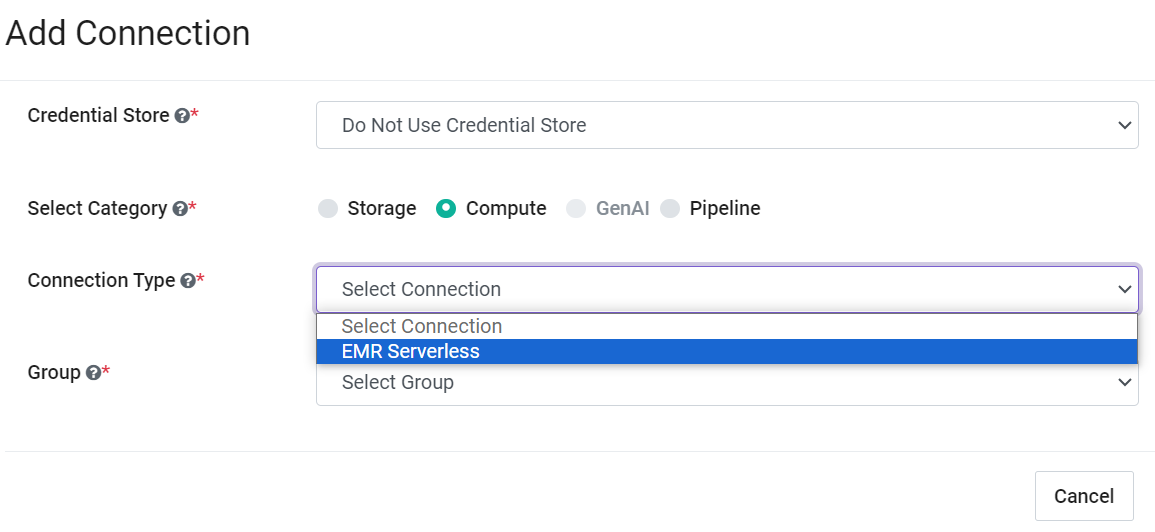 Add Connection
Credential Store ?*
Do Not Use Credential Store
Select Category ?*
Storage Compute GenAI Pipeline
Connection Type ?*
Select Connection
Select Connection
EMR Serverless
Group ?*
Select Group
Cancel